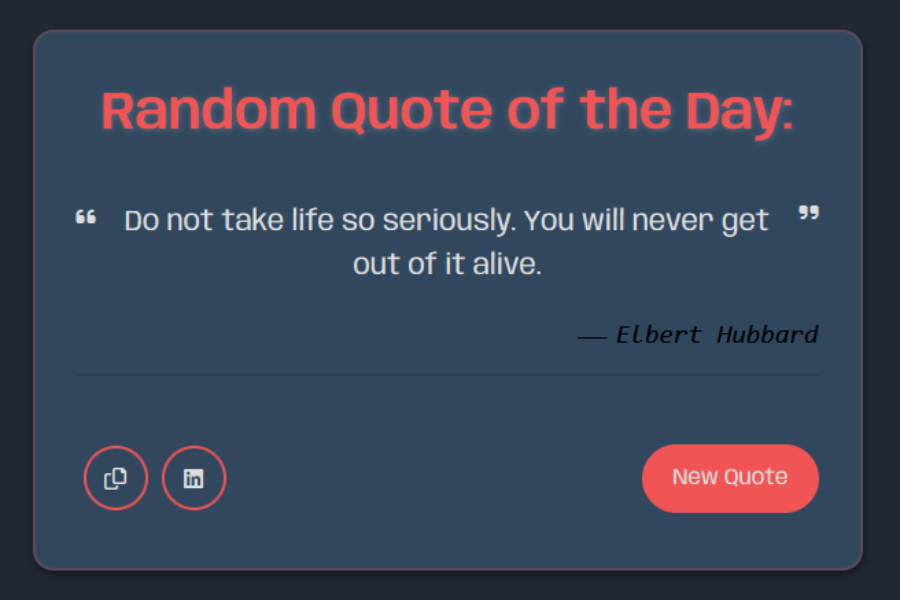 Random Quote of the Day:
“ Do not take life so seriously. You will never get ”
out of it alive.
— Elbert Hubbard
in
New Quote